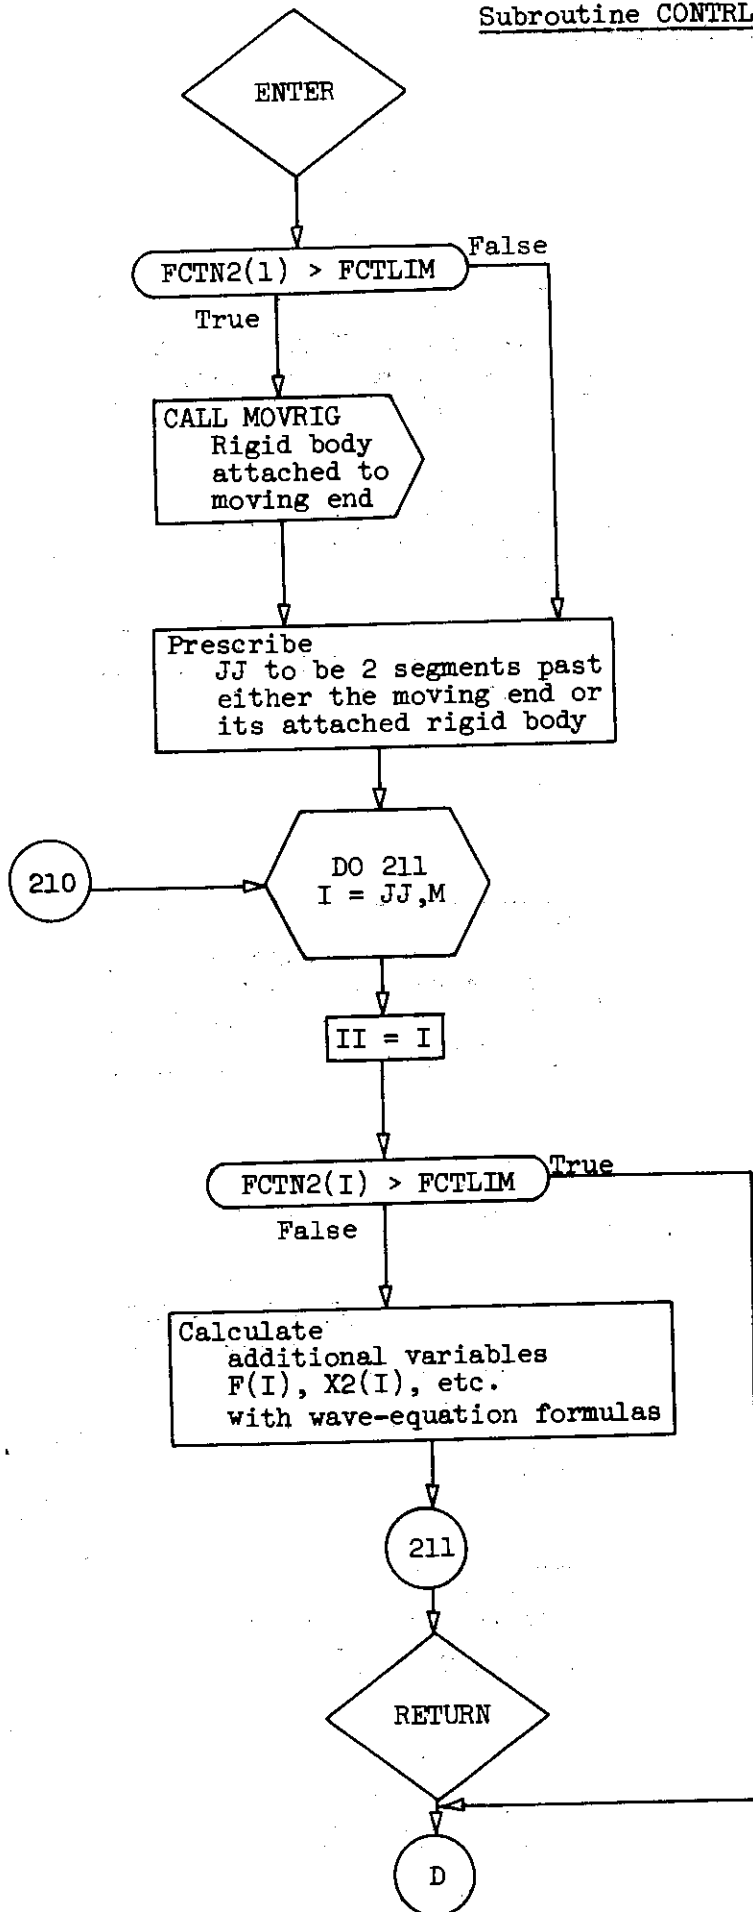 Subroutine CONTRL
ENTER
FCTN2(1) > FCTLIM
False
True
CALL MOVRIG
Rigid body
attached to
moving end
Prescribe
JJ to be 2 segments past
either the moving end or
its attached rigid body
210
DO 211
I = JJ,M
II = I
FCTN2(I) > FCTLIM
True
False
Calculate
additional variables
F(I), X2(I), etc.
with wave-equation formulas
211
RETURN
D